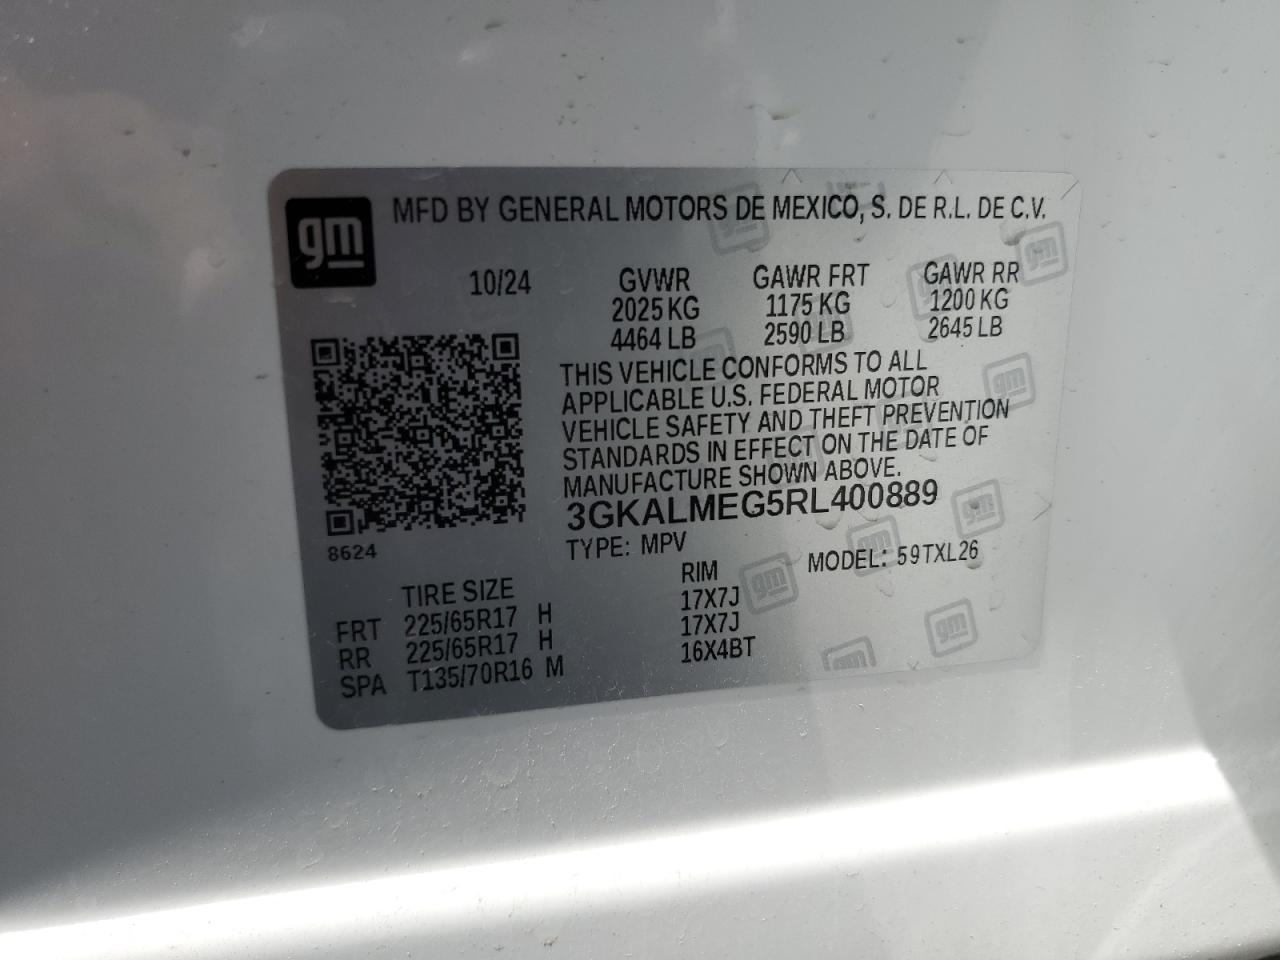 gm MFD BY GENERAL MOTORS DE MEXICO, S. DE R.L. DE C.V.
10/24 GVWR GAWR FRT GAWR RR
2025 KG 1175 KG 1200 KG
4464 LB 2590 LB 2645 LB
THIS VEHICLE CONFORMS TO ALL
APPLICABLE U.S. FEDERAL MOTOR
VEHICLE SAFETY AND THEFT PREVENTION
STANDARDS IN EFFECT ON THE DATE OF
MANUFACTURE SHOWN ABOVE.
3GKALMEG5RL400889
8624 TYPE: MPV MODEL: 59TXL26
TIRE SIZE RIM
FRT 225/65R17 H 17X7J
RR 225/65R17 H 17X7J
SPA T135/70R16 M 16X4BT